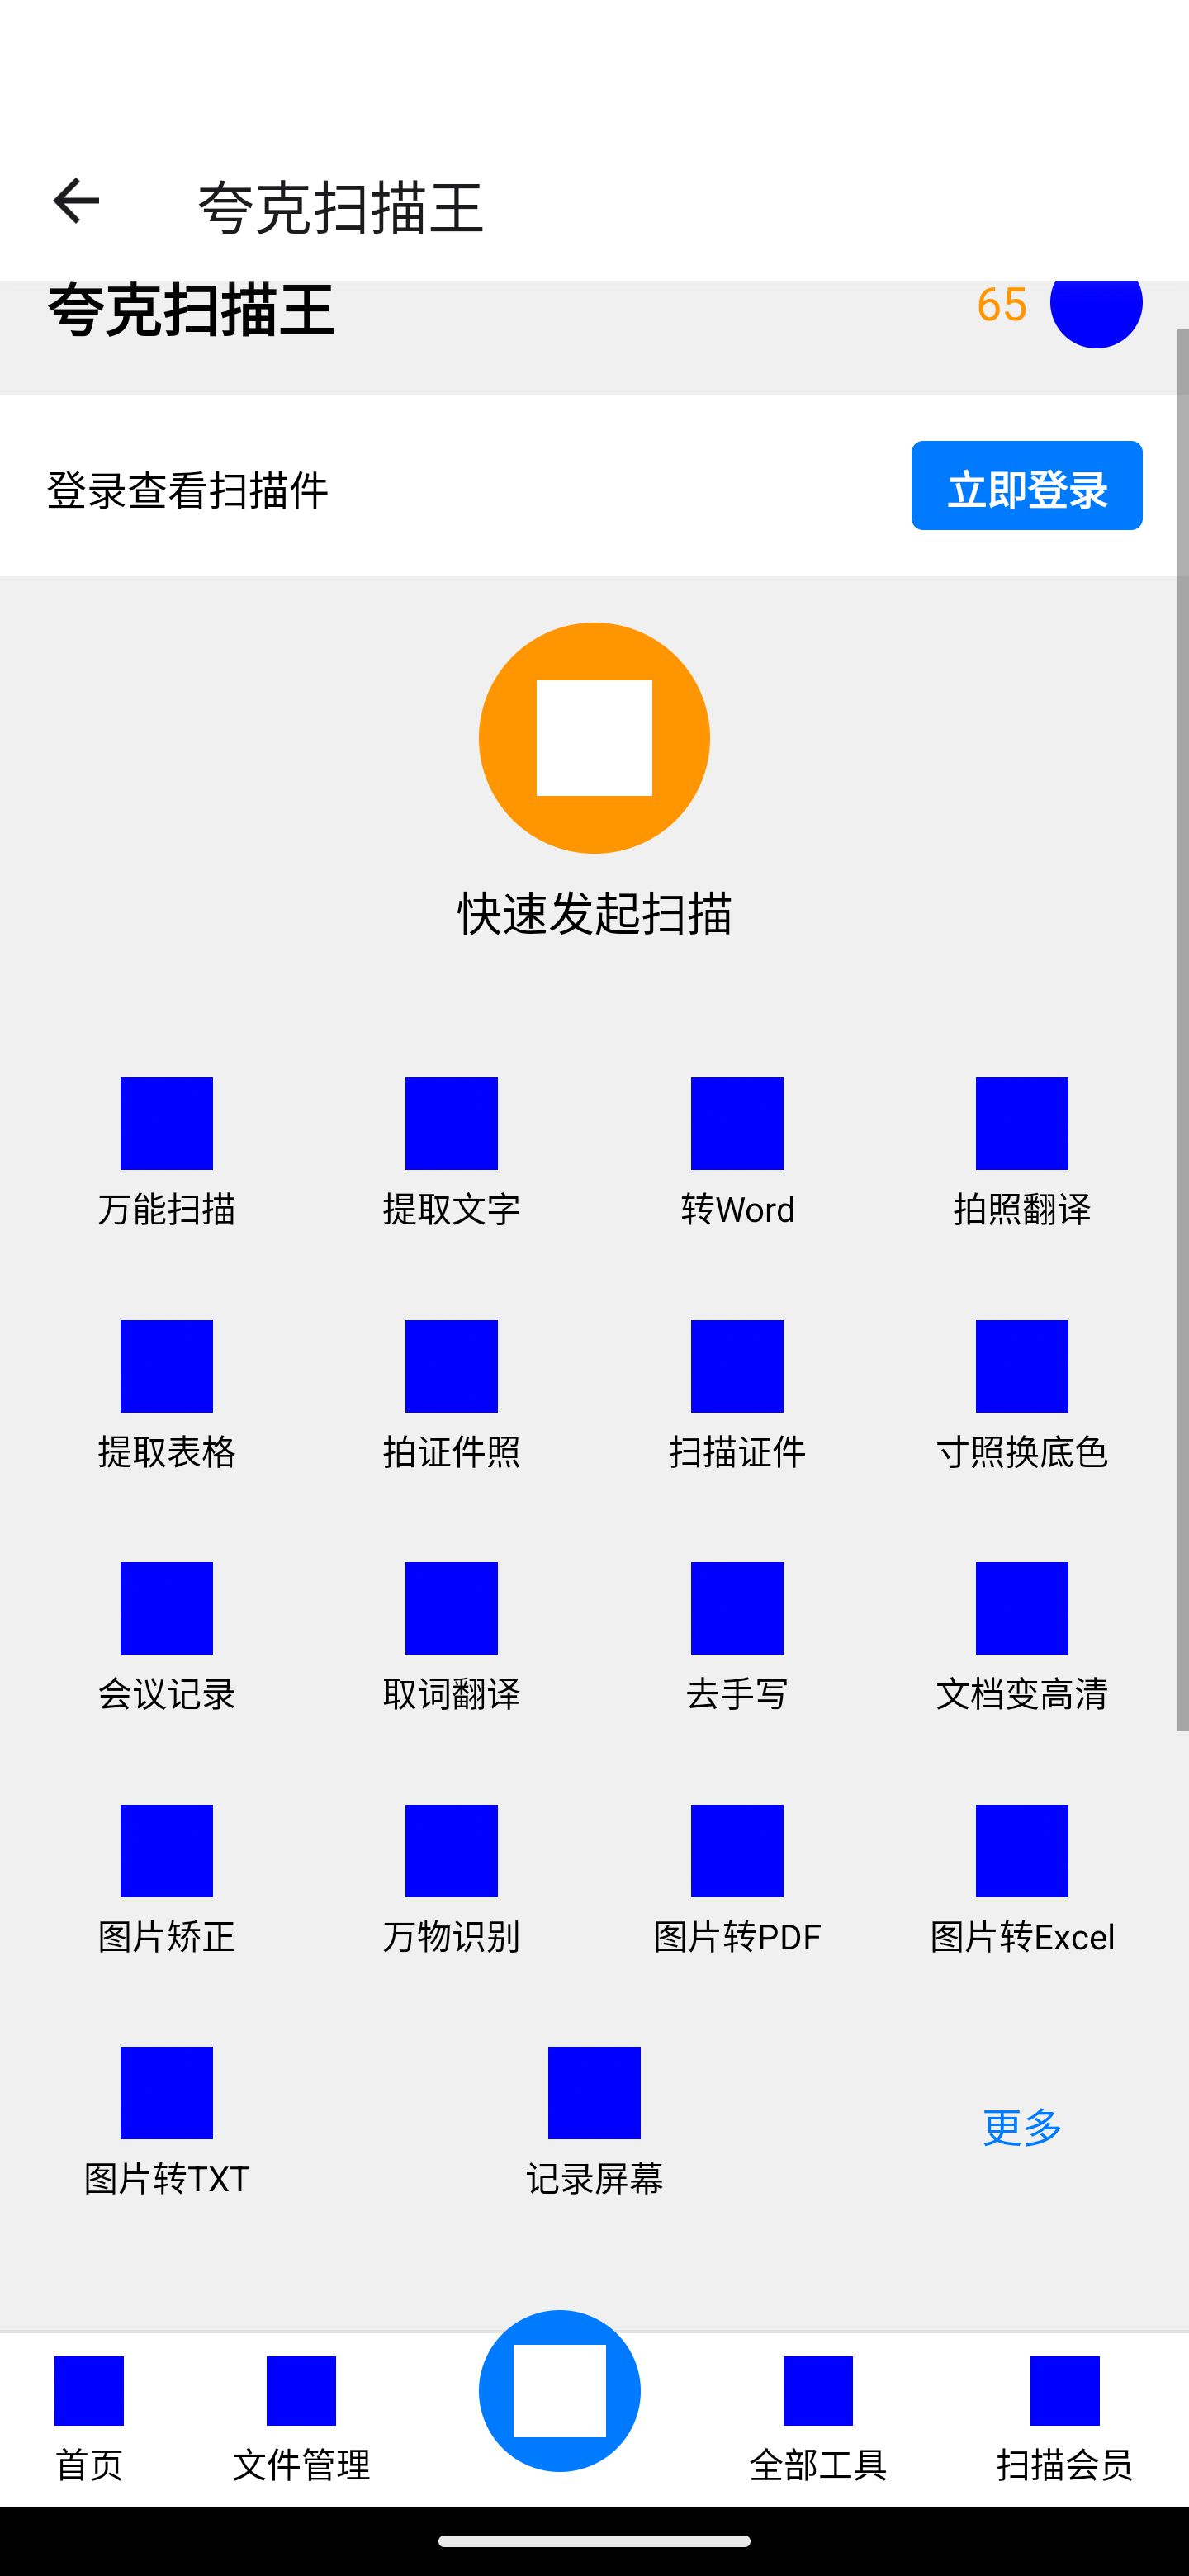 夸克扫描王
夸克扫描王
65
登录查看扫描件
立即登录
快速发起扫描
万能扫描
提取文字
转Word
拍照翻译
提取表格
拍证件照
扫描证件
寸照换底色
会议记录
取词翻译
去手写
文档变高清
图片矫正
万物识别
图片转PDF
图片转Excel
图片转TXT
记录屏幕
更多
首页
文件管理
全部工具
扫描会员